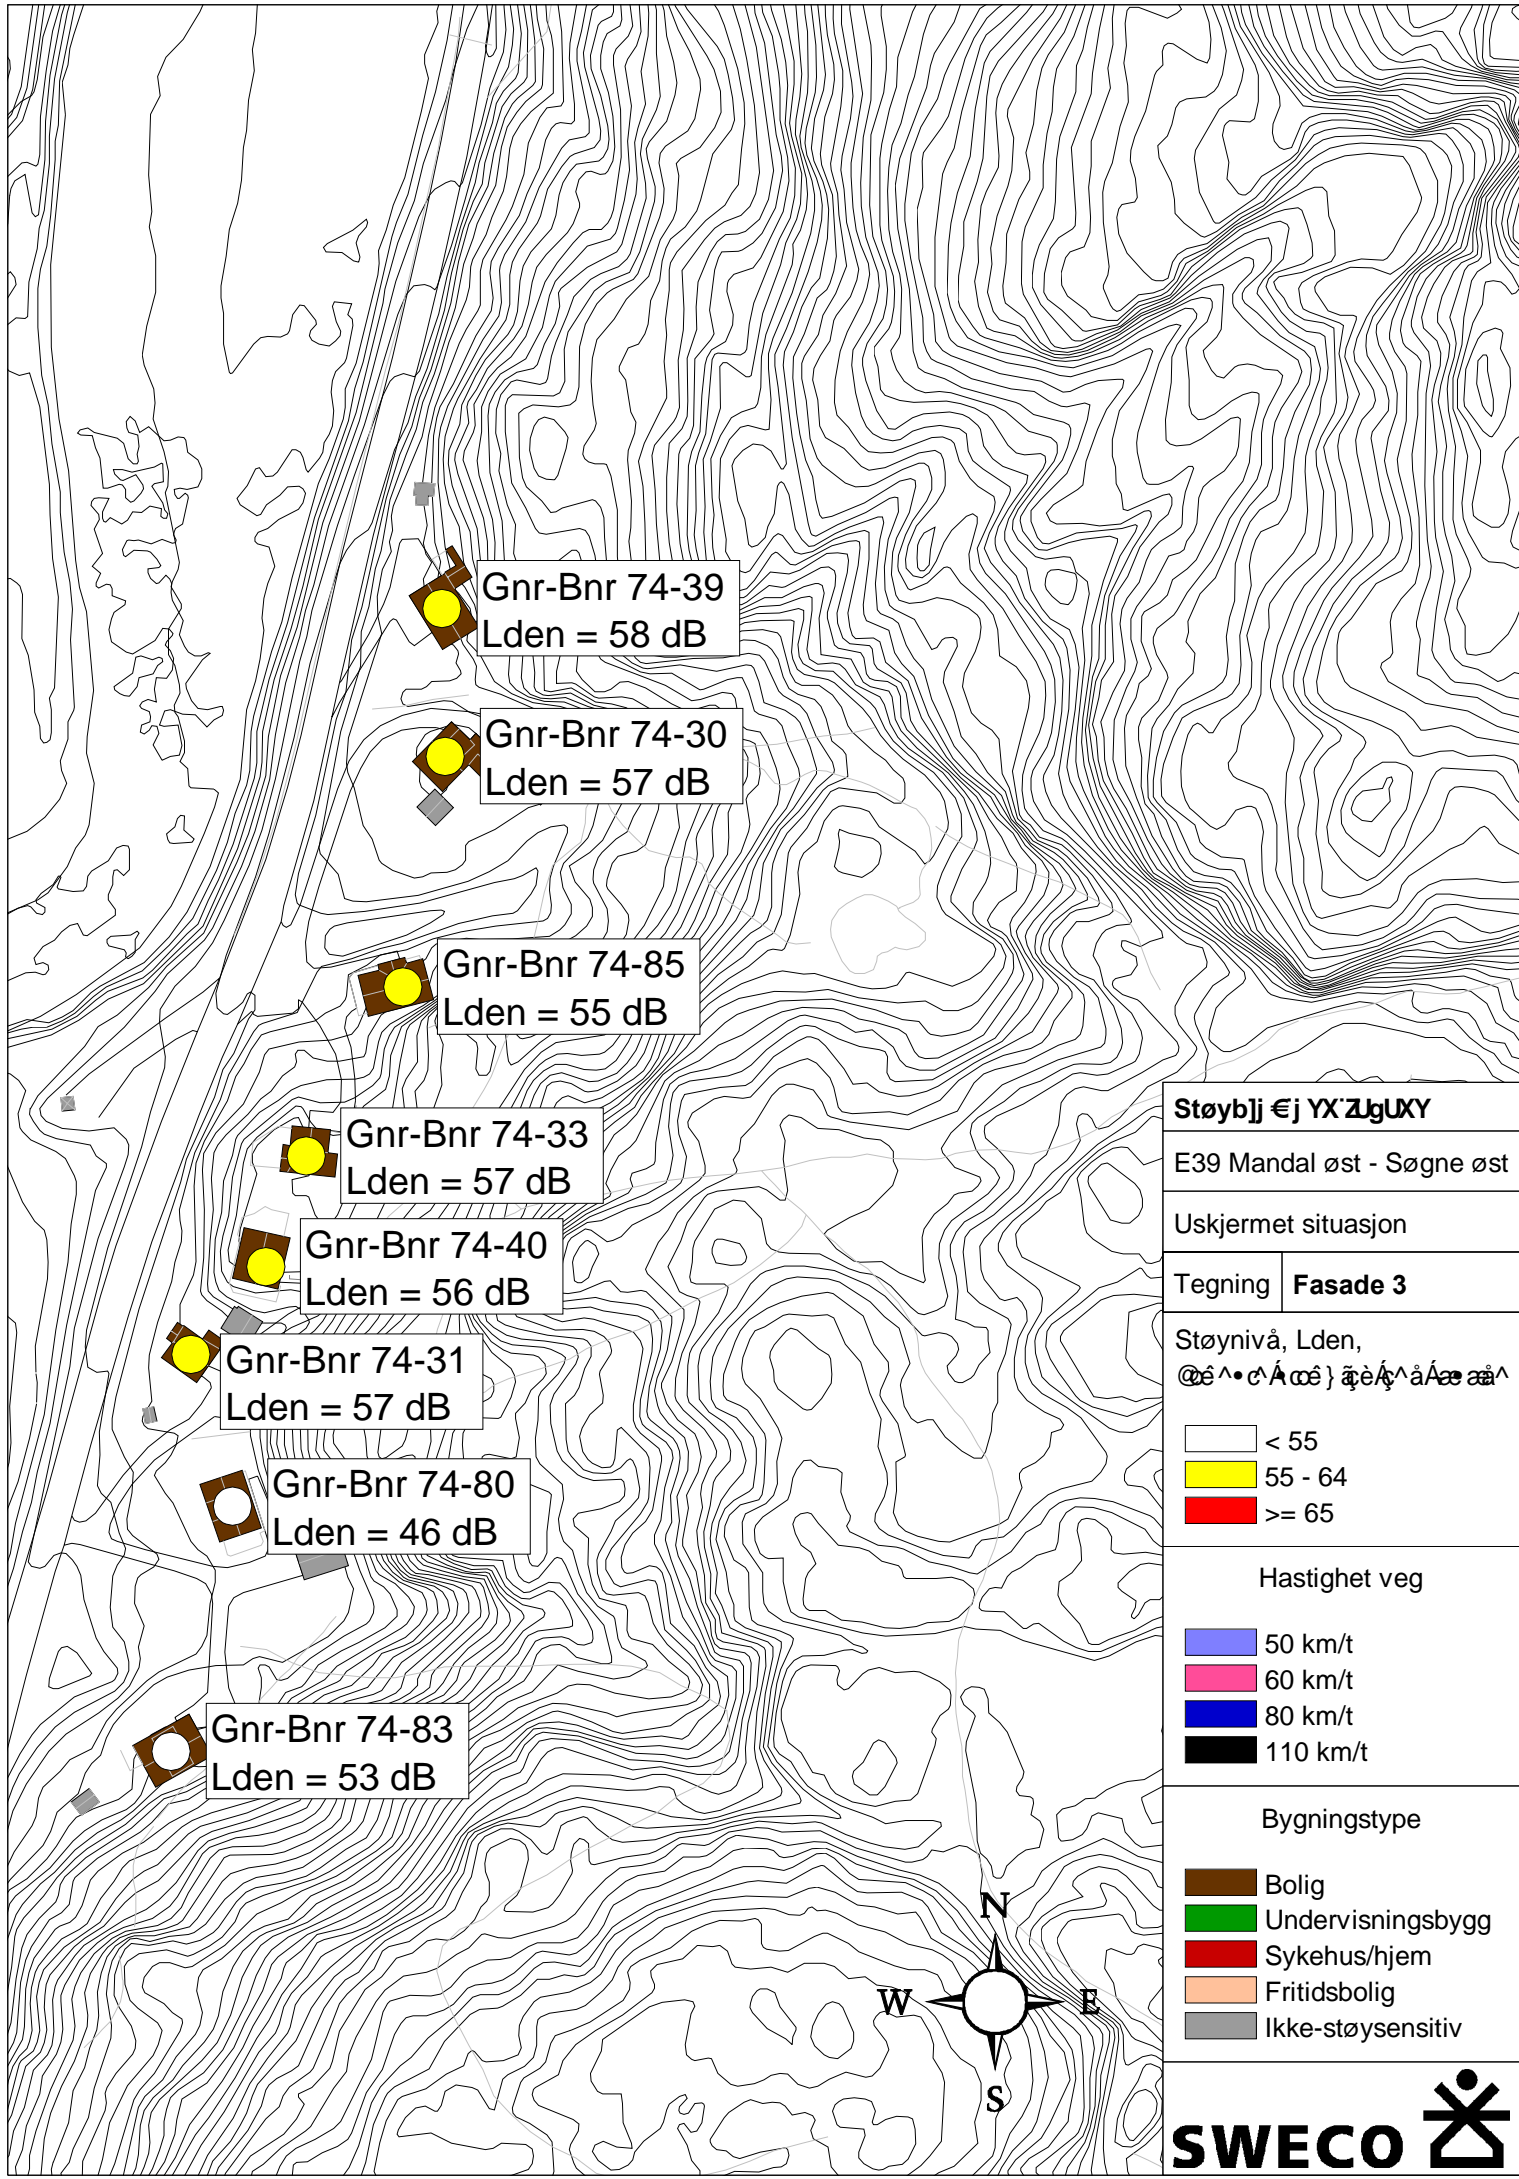 Gnr-Bnr 74-39
Lden = 58 dB
Gnr-Bnr 74-30
Lden = 57 dB
Gnr-Bnr 74-85
Lden = 55 dB
Gnr-Bnr 74-33
Lden = 57 dB
Gnr-Bnr 74-40
Lden = 56 dB
Gnr-Bnr 74-31
Lden = 57 dB
Gnr-Bnr 74-80
Lden = 46 dB
Gnr-Bnr 74-83
Lden = 53 dB
E39 Mandal øst - Søgne øst
Uskjermet situasjon
Tegning Fasade 3
Støynivå, Lden,
< 55
55 - 64
>= 65
Hastighet veg
50 km/t
60 km/t
80 km/t
110 km/t
Bygningstype
Bolig
Undervisningsbygg
Sykehus/hjem
Fritidsbolig
Ikke-støysensitiv
N
W E
S
SWECO